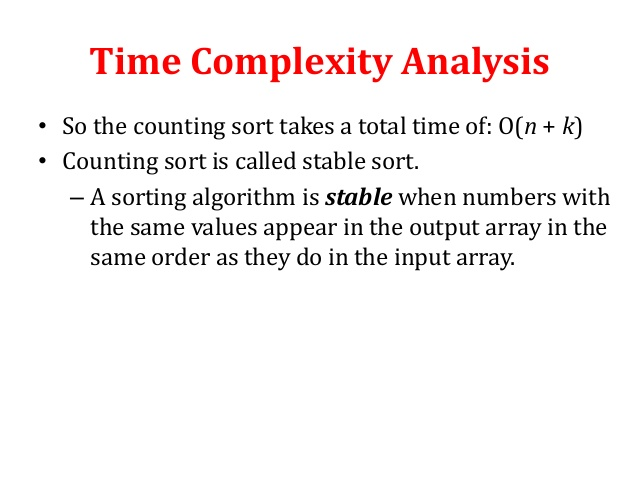 Time Complexity Analysis
• So the counting sort takes a total time of: O(n + k)
• Counting sort is called stable sort.
– A sorting algorithm is stable when numbers with
the same values appear in the output array in the
same order as they do in the input array.